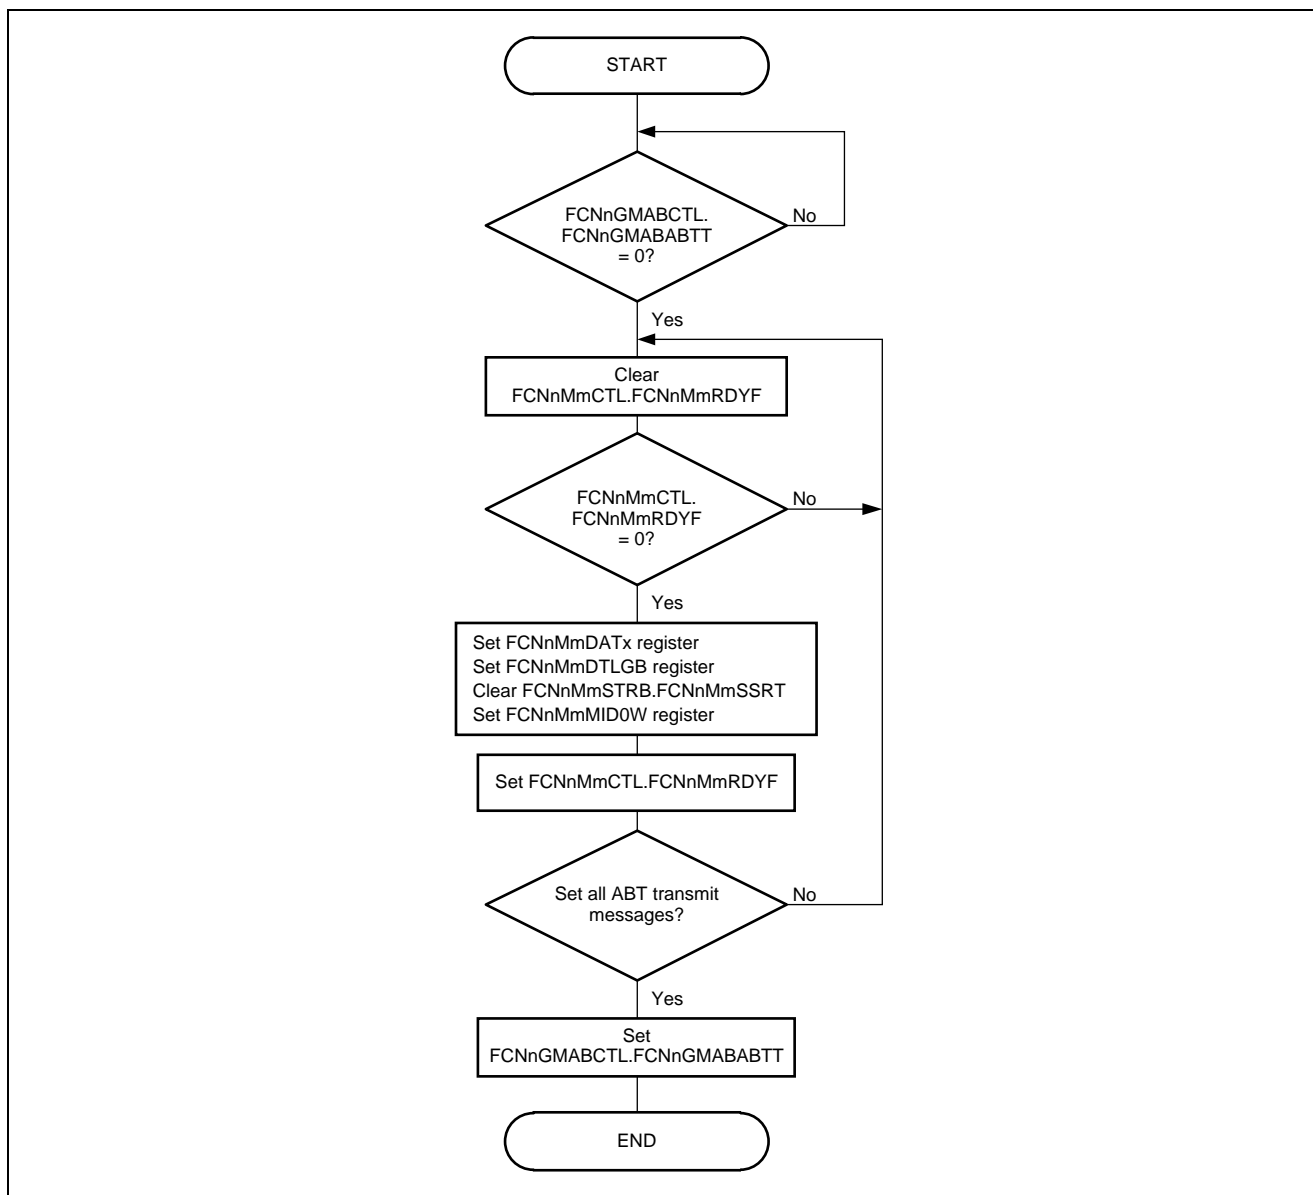 START
FCNnGMABCTL.
FCNnGMABABTT
= 0?
No
Yes
Clear
FCNnMmCTL.FCNnMmRDYF
FCNnMmCTL.
FCNnMmRDYF
= 0?
No
Yes
Set FCNnMmDATx register
Set FCNnMmDTLGB register
Clear FCNnMmSTRB.FCNnMmSSRT
Set FCNnMmMID0W register
Set FCNnMmCTL.FCNnMmRDYF
Set all ABT transmit
messages?
No
Yes
Set
FCNnGMABCTL.FCNnGMABABTT
END